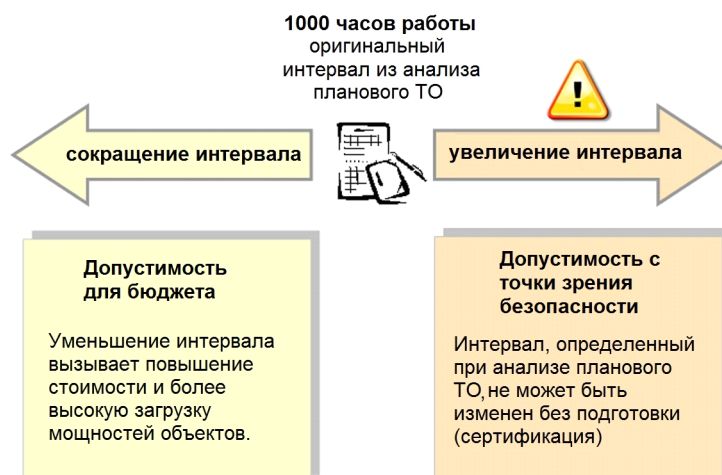 1000 часов работы
оригинальный
интервал из анализа
планового ТО
сокращение интервала
увеличение интервала
Допустимость
для бюджета
Уменьшение интервала
вызывает повышение
стоимости и более
высокую загрузку
мощностей объектов.
Допустимость с
точки зрения
безопасности
Интервал, определенный
при анализе планового
ТО, не может быть
изменен без подготовки
(сертификация)